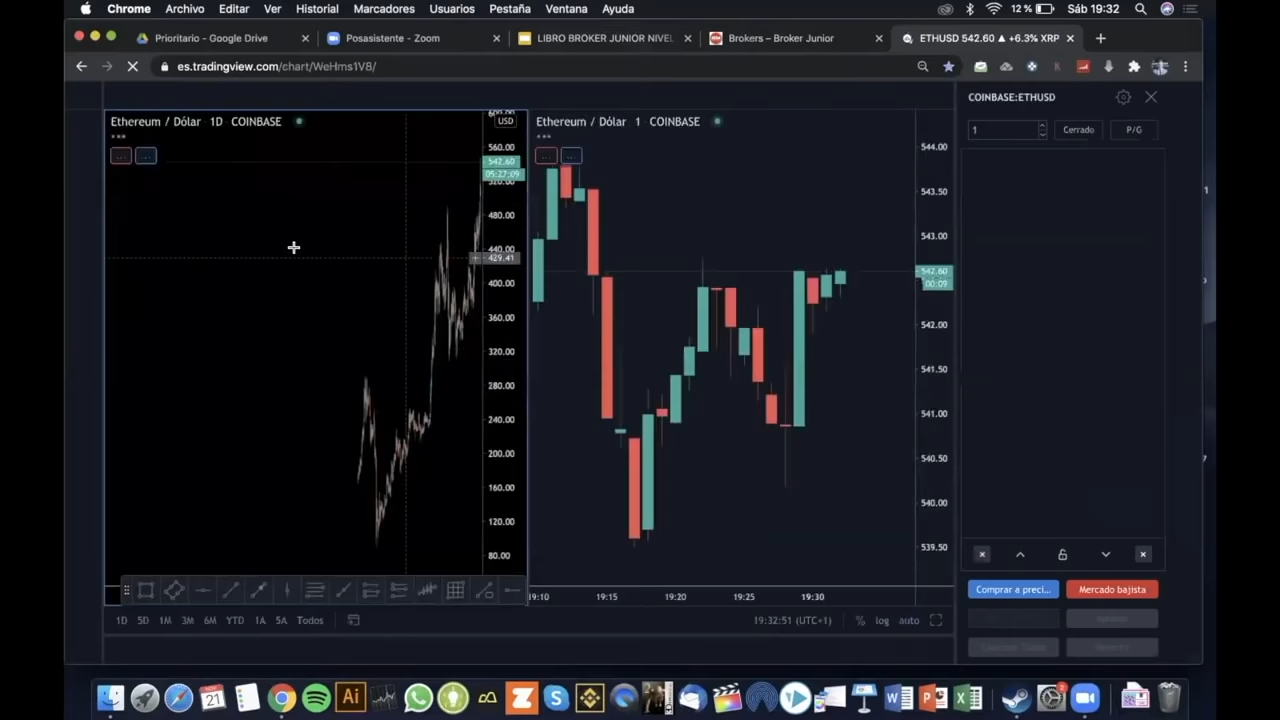 Chrome Archivo Editar Ver Historial Marcadores Usuarios Pestaña Ventana Ayuda 12 % Sáb 19:32
Prioritario - Google Drive Posasistente - Zoom LIBRO BROKER JUNIOR NIVEL Brokers – Broker Junior ETHUSD 542.60 ▲ +6.3% XRP
es.tradingview.com/chart/WeHms1V8/
Ethereum / Dólar 1D COINBASE
USD
560.00
542.60
05:27:09
480.00
440.00
429.41
400.00
360.00
320.00
280.00
240.00
200.00
160.00
120.00
80.00
Ethereum / Dólar 1 COINBASE
544.00
543.50
543.00
542.60
00:09
542.00
541.50
541.00
540.50
540.00
539.50
19:10 19:15 19:20 19:25 19:30
1D 5D 1M 3M 6M YTD 1A 5A Todos
19:32:51 (UTC+1) % log auto
COINBASE:ETHUSD
1 Cerrado P/G
Comprar a preci... Mercado bajista
NOV
21
Ai